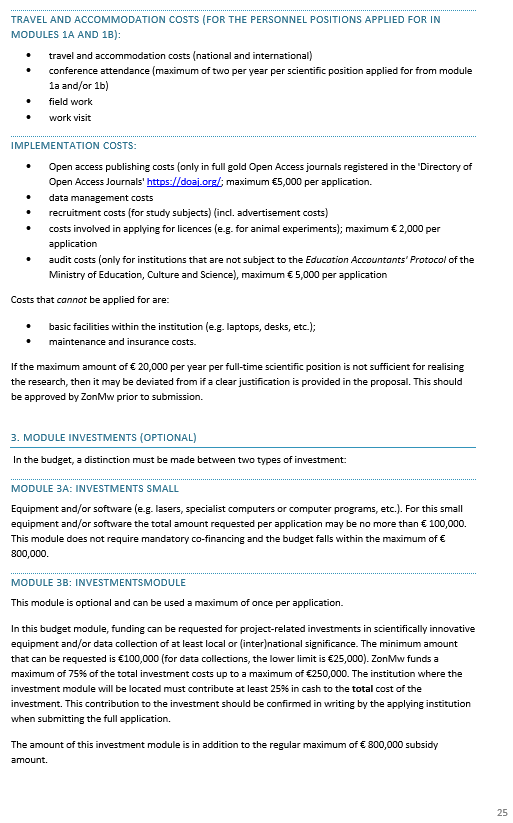 TRAVEL AND ACCOMMODATION COSTS (FOR THE PERSONNEL POSITIONS APPLIED FOR IN
MODULES 1A AND 1B):
• travel and accommodation costs (national and international)
• conference attendance (maximum of two per year per scientific position applied for from module
1a and/or 1b)
• field work
• work visit
IMPLEMENTATION COSTS:
• Open access publishing costs (only in full gold Open Access journals registered in the 'Directory of
Open Access Journals' https://doaj.org/; maximum €5,000 per application.
• data management costs
• recruitment costs (for study subjects) (incl. advertisement costs)
• costs involved in applying for licences (e.g. for animal experiments); maximum € 2,000 per
application
• audit costs (only for institutions that are not subject to the Education Accountants' Protocol of the
Ministry of Education, Culture and Science), maximum € 5,000 per application
Costs that cannot be applied for are:
• basic facilities within the institution (e.g. laptops, desks, etc.);
• maintenance and insurance costs.
If the maximum amount of € 20,000 per year per full-time scientific position is not sufficient for realising
the research, then it may be deviated from if a clear justification is provided in the proposal. This should
be approved by ZonMw prior to submission.
3. MODULE INVESTMENTS (OPTIONAL)
In the budget, a distinction must be made between two types of investment:
MODULE 3A: INVESTMENTS SMALL
Equipment and/or software (e.g. lasers, specialist computers or computer programs, etc.). For this small
equipment and/or software the total amount requested per application may be no more than € 100,000.
This module does not require mandatory co-financing and the budget falls within the maximum of €
800,000.
MODULE 3B: INVESTMENTSMODULE
This module is optional and can be used a maximum of once per application.
In this budget module, funding can be requested for project-related investments in scientifically innovative
equipment and/or data collection of at least local or (inter)national significance. The minimum amount
that can be requested is €100,000 (for data collections, the lower limit is €25,000). ZonMw funds a
maximum of 75% of the total investment costs up to a maximum of €250,000. The institution where the
investment module will be located must contribute at least 25% in cash to the total cost of the
investment. This contribution to the investment should be confirmed in writing by the applying institution
when submitting the full application.
The amount of this investment module is in addition to the regular maximum of € 800,000 subsidy
amount.
25